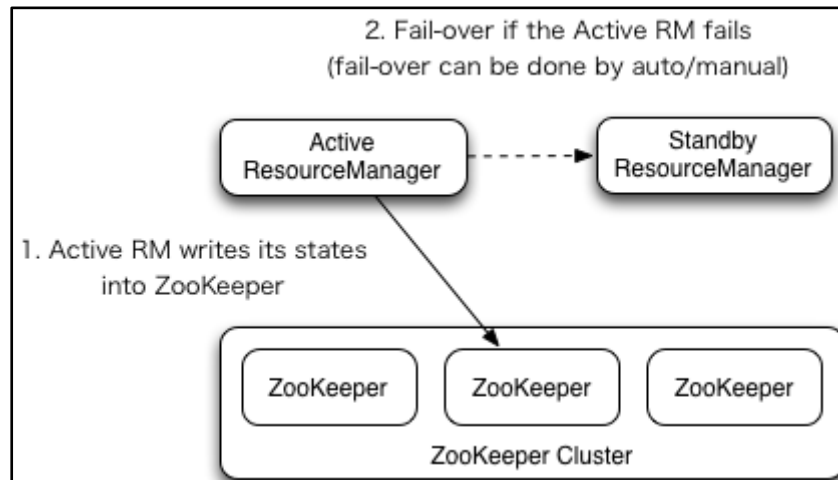 2. Fail-over if the Active RM fails
(fail-over can be done by auto/manual)
Active
ResourceManager
Standby
ResourceManager
1. Active RM writes its states
into ZooKeeper
ZooKeeper
ZooKeeper
ZooKeeper
ZooKeeper Cluster